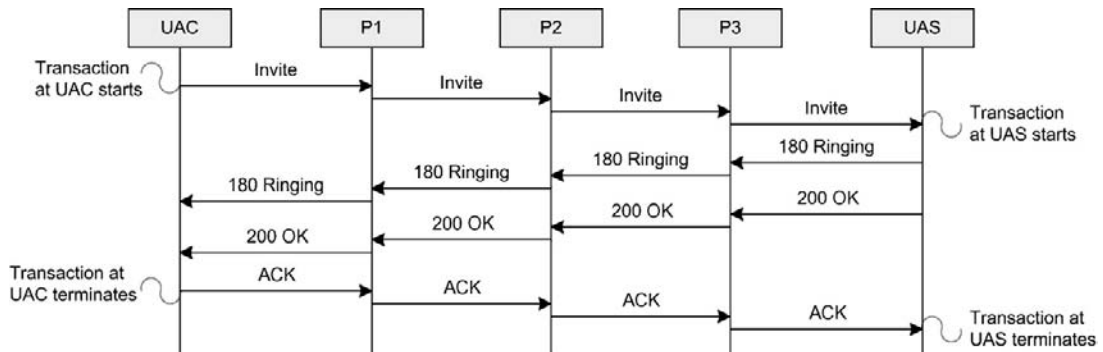 UAC P1 P2 P3 UAS
Transaction
at UAC starts
Invite
Invite
Invite
Invite
Transaction
at UAS starts
180 Ringing
180 Ringing
180 Ringing
180 Ringing
200 OK
200 OK
200 OK
200 OK
Transaction at
UAC terminates
ACK
ACK
ACK
ACK
Transaction at
UAS terminates